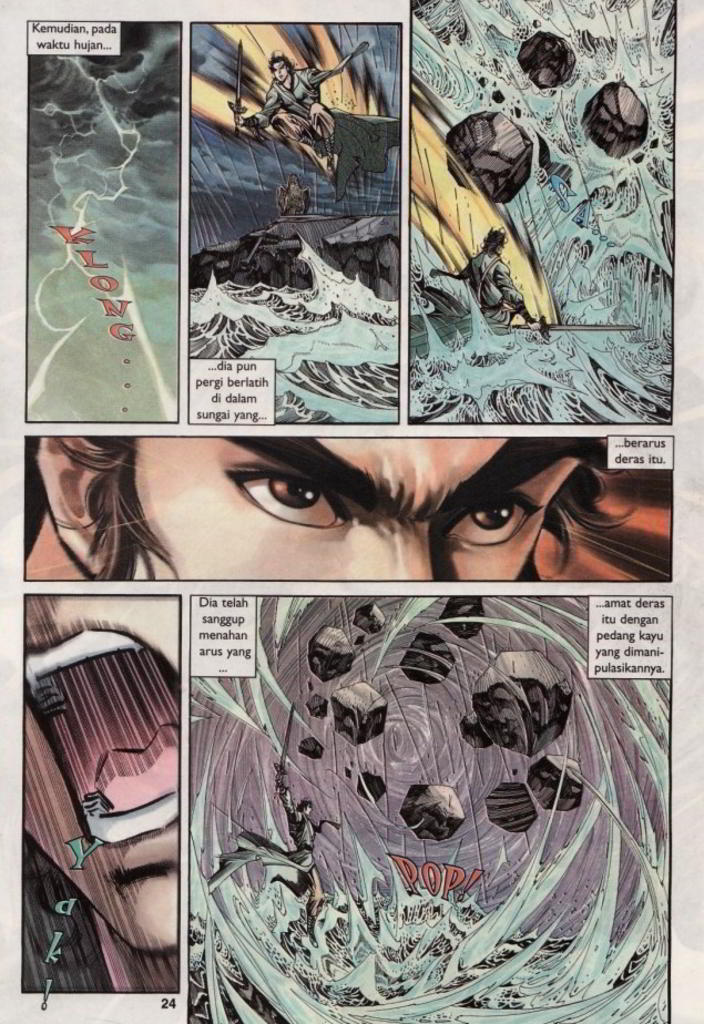 Kemudian, pada
waktu hujan...
KLONG...
...dia pun
pergi berlatih
di dalam
sungai yang...
SA...
...berarus
deras itu.
Yak!
Dia telah
sanggup
menahan
arus yang
...
...amat deras
itu dengan
pedang kayu
yang dimani-
pulasikannya.
POP!
24